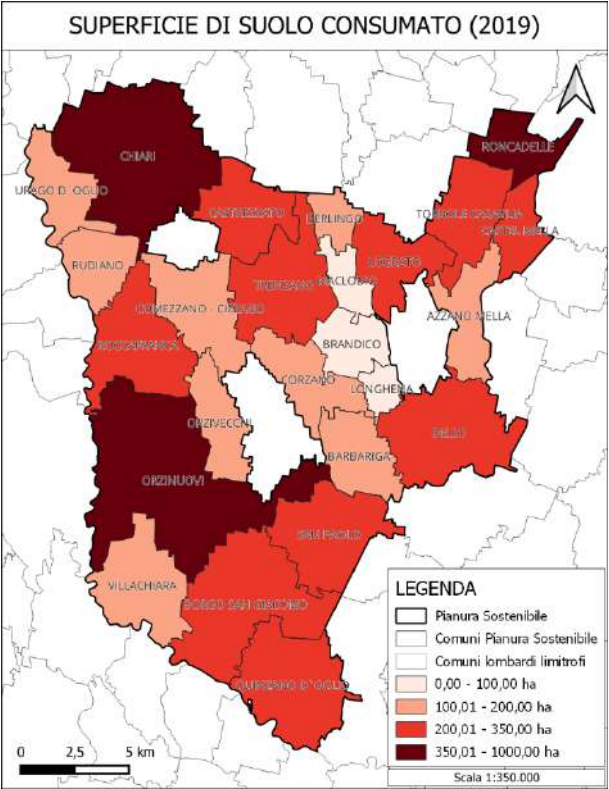 SUPERFICIE DI SUOLO CONSUMATO (2019)
CHIARI
RONCADELLE
URAGO D' OGLIO
CASTREZZATO
BERLINGO
TORBOLE CASAGLIA
CASTEL MELLA
RUDIANO
LOGRATO
TRENZANO
MACLODIO
COMEZZANO - CIZZAGO
AZZANO MELLA
ROCCAFRANCA
BRANDICO
CORZANO
LONGHENA
ORZIVECCHI
DELLO
BARBARIGA
ORZINUOVI
SAN PAOLO
VILLACHIARA
BORGO SAN GIACOMO
QUINZANO D' OGLIO
LEGENDA
Pianura Sostenibile
Comuni Pianura Sostenibile
Comuni lombardi limitrofi
0,00 - 100,00 ha
100,01 - 200,00 ha
200,01 - 350,00 ha
350,01 - 1000,00 ha
0 2,5 5 km
Scala 1:350.000